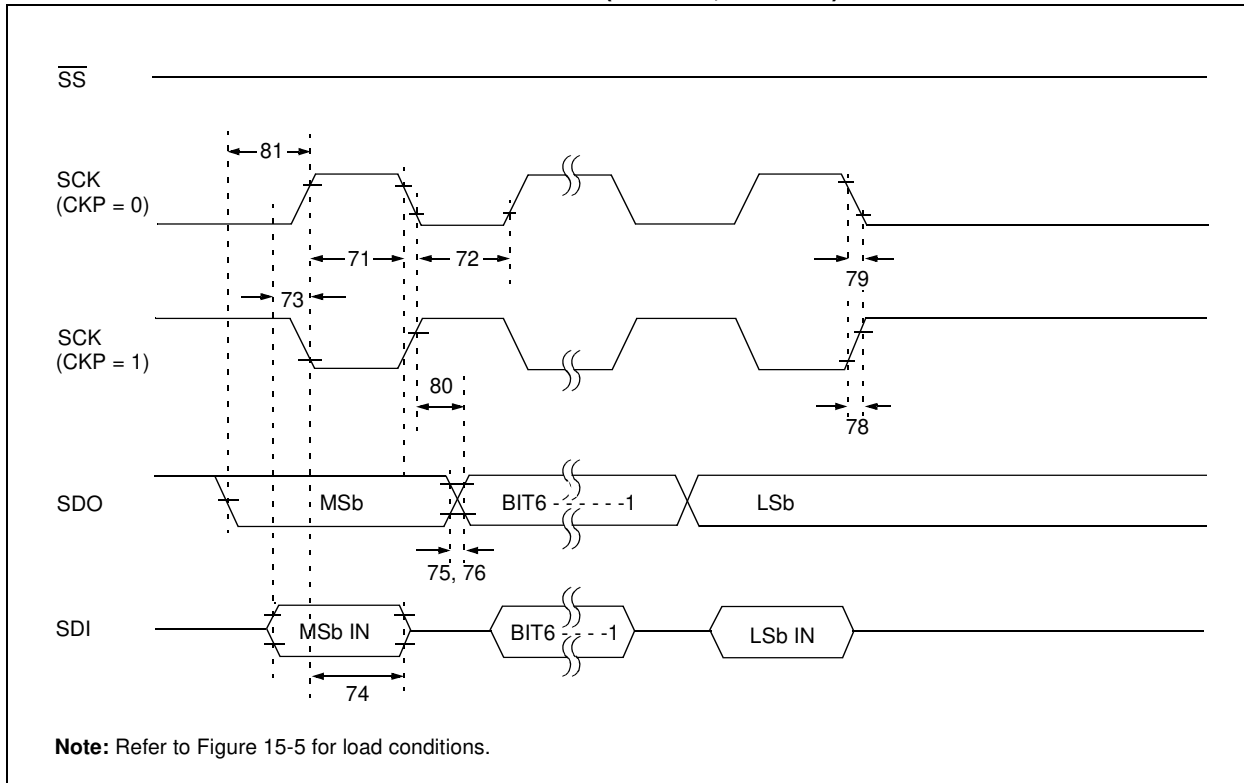 SS
81
SCK
(CKP = 0)
71
72
79
73
SCK
(CKP = 1)
80
78
SDO
MSb
BIT6 - - - - - -1
LSb
75, 76
SDI
MSb IN
BIT6 - - - - -1
LSb IN
74
Note: Refer to Figure 15-5 for load conditions.